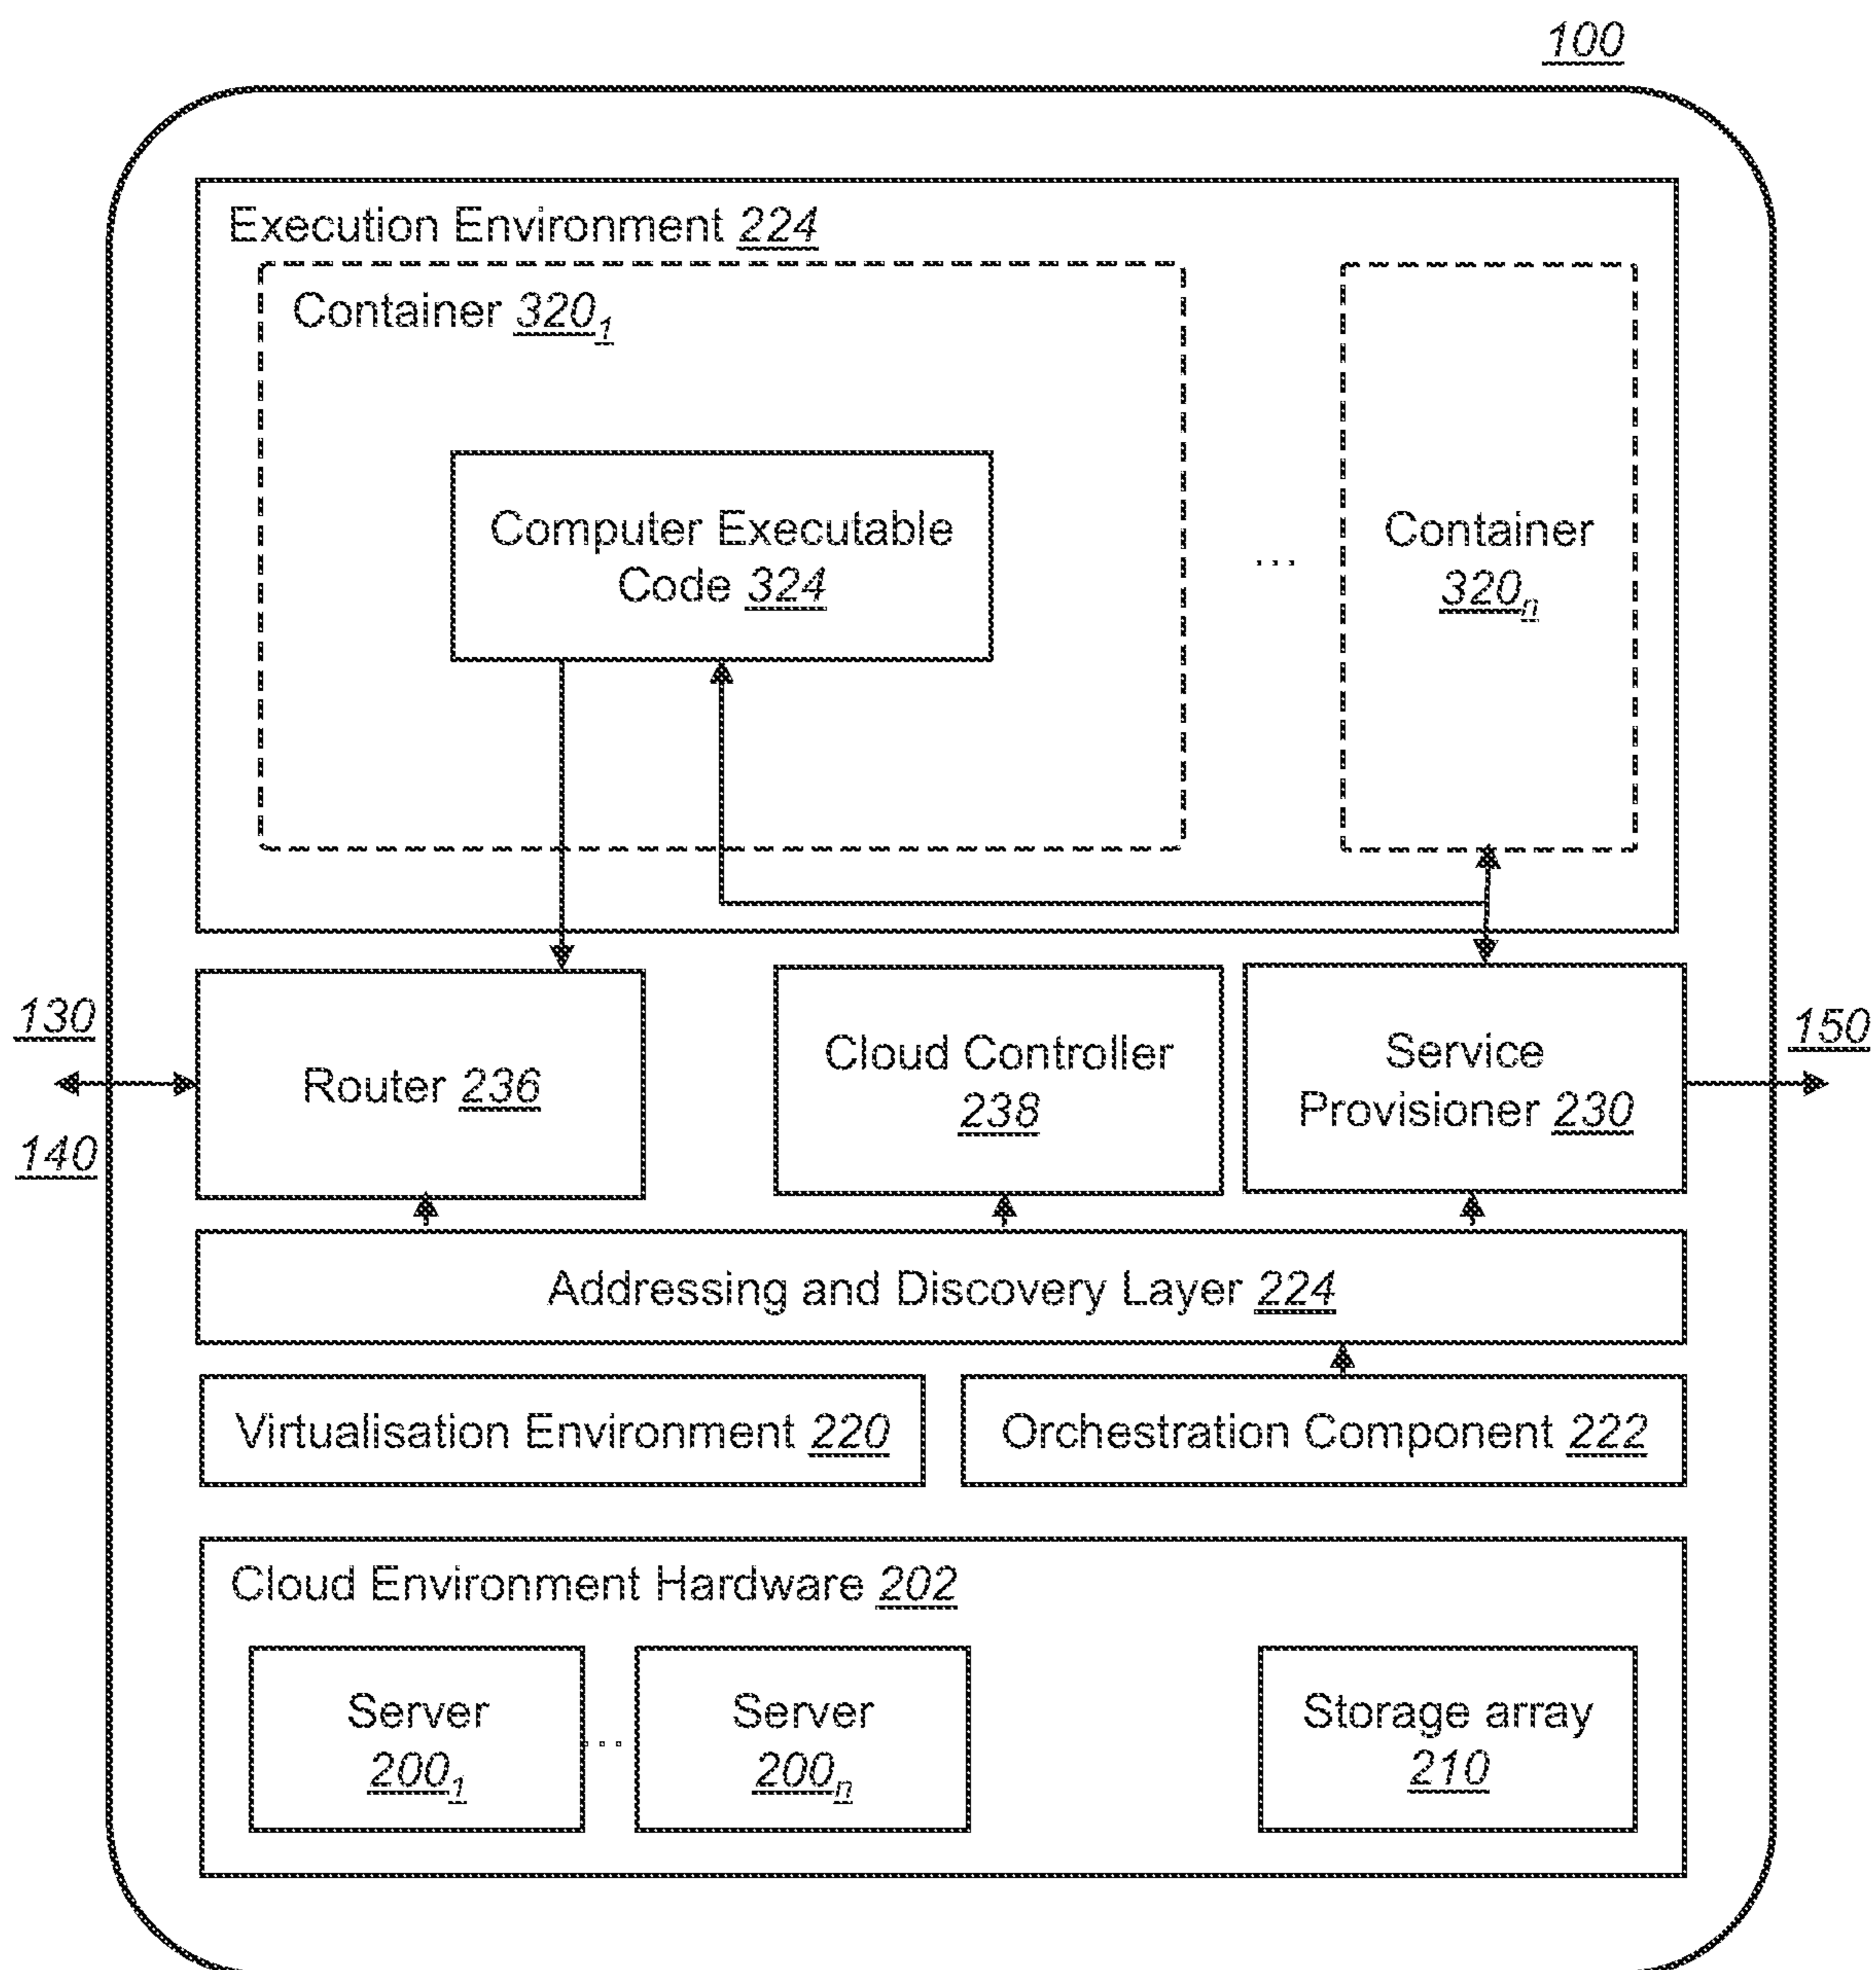 100
Execution Environment 224
Container 320₁
Computer Executable
Code 324
...
Container
320ₙ
130
140
Router 236
Cloud Controller
238
Service
Provisioner 230
150
Addressing and Discovery Layer 224
Virtualisation Environment 220
Orchestration Component 222
Cloud Environment Hardware 202
Server
200₁
...
Server
200ₙ
Storage array
210